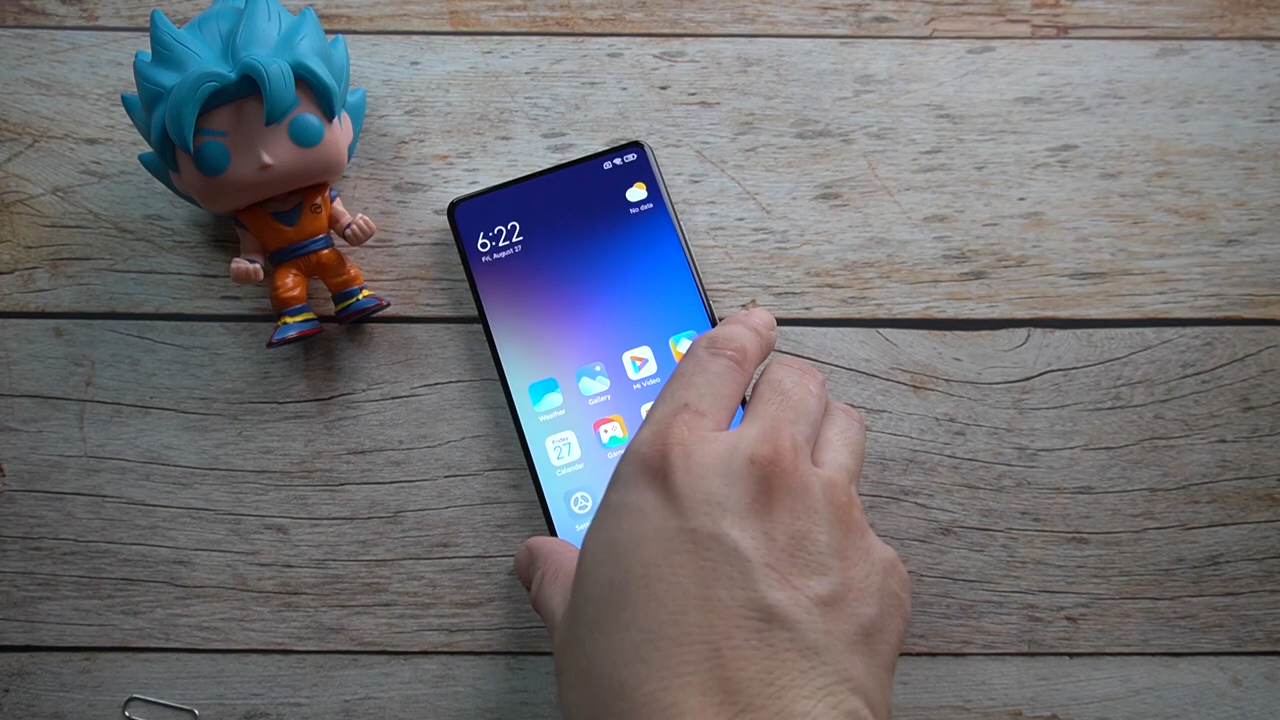 No data
6:22
Fri, August 27
Weather
Gallery
Mi Video
Friday
27
Calendar